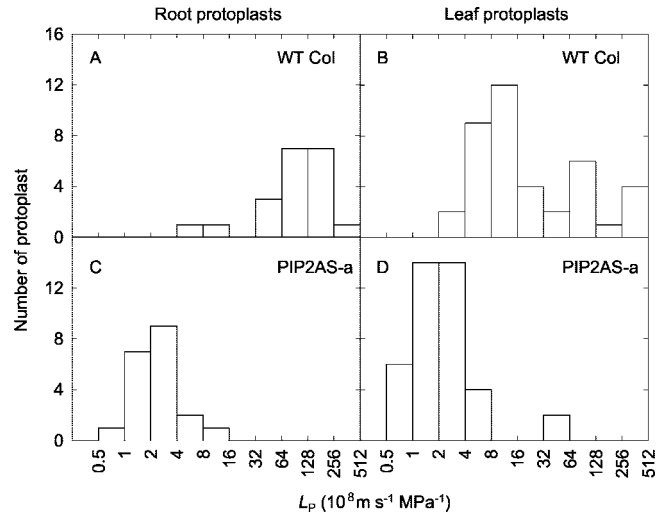 Root protoplasts Leaf protoplasts
16
A WT Col B WT Col
12
8
4
0
C PIP2AS-a D PIP2AS-a
12
8
4
0
Number of protoplast
0.5 1 2 4 8 16 32 64 128 256 512 0.5 1 2 4 8 16 32 64 128 256 512
LP (108m s-1 MPa-1)